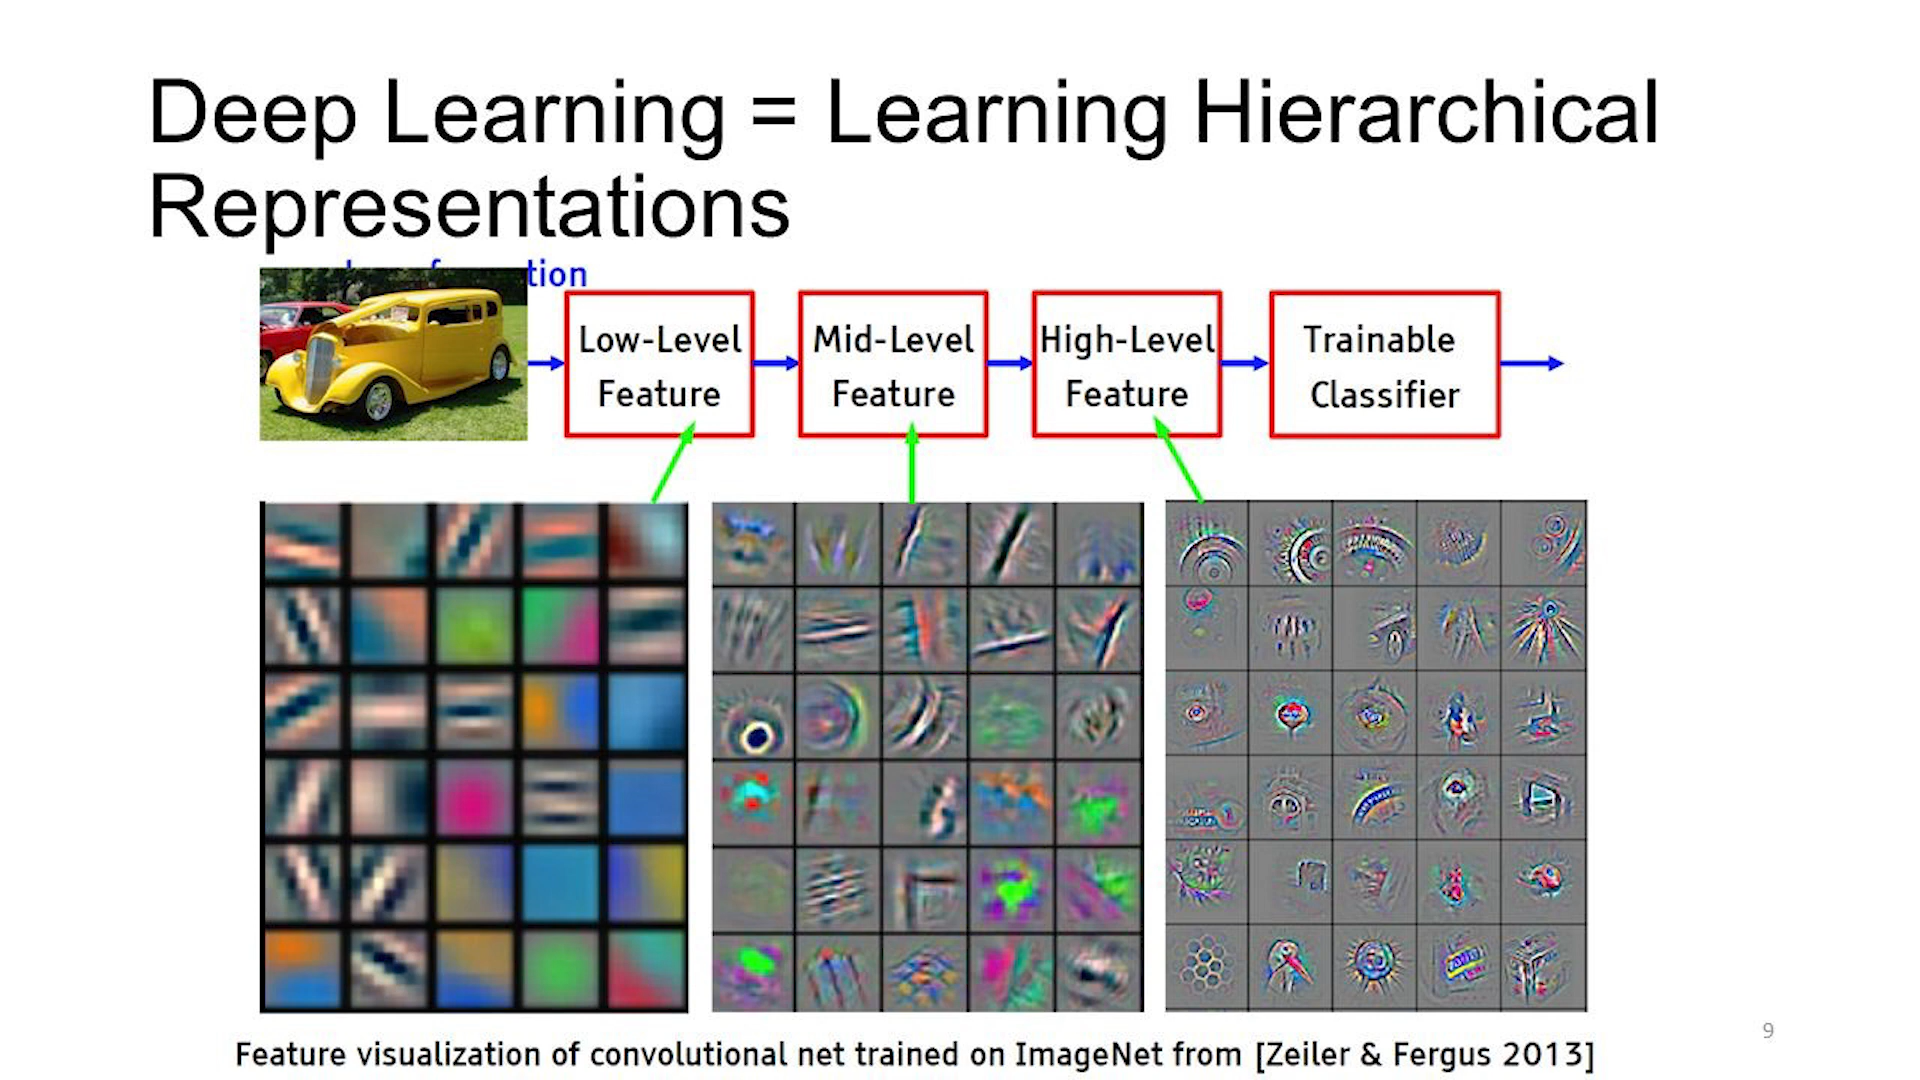 Deep Learning = Learning Hierarchical
Representations
tion
Low-Level
Feature
Mid-Level
Feature
High-Level
Feature
Trainable
Classifier
Feature visualization of convolutional net trained on ImageNet from [Zeiler & Fergus 2013]
9